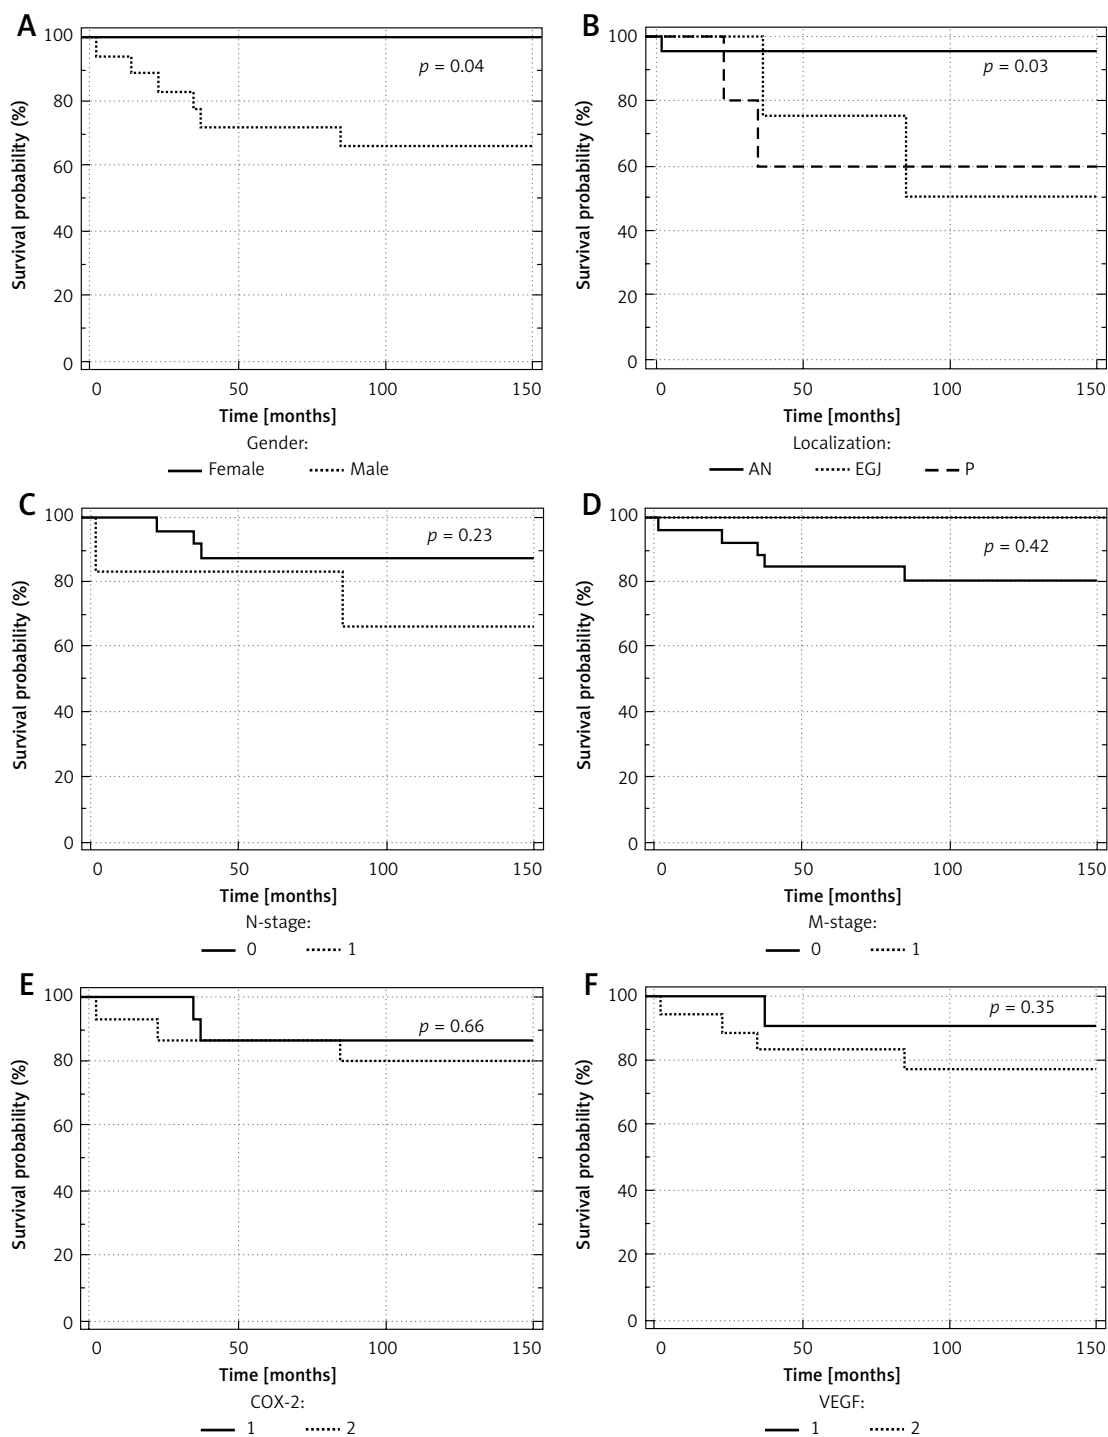 A
100
80
60
40
20
0
Survival probability (%)
p = 0.04
0 50 100 150
Time [months]
Gender:
Female Male
B
100
80
60
40
20
0
Survival probability (%)
p = 0.03
0 50 100 150
Time [months]
Localization:
AN EGJ P
C
100
80
60
40
20
0
Survival probability (%)
p = 0.23
0 50 100 150
Time [months]
N-stage:
0 1
D
100
80
60
40
20
0
Survival probability (%)
p = 0.42
0 50 100 150
Time [months]
M-stage:
0 1
E
100
80
60
40
20
0
Survival probability (%)
p = 0.66
0 50 100 150
Time [months]
COX-2:
1 2
F
100
80
60
40
20
0
Survival probability (%)
p = 0.35
0 50 100 150
Time [months]
VEGF:
1 2